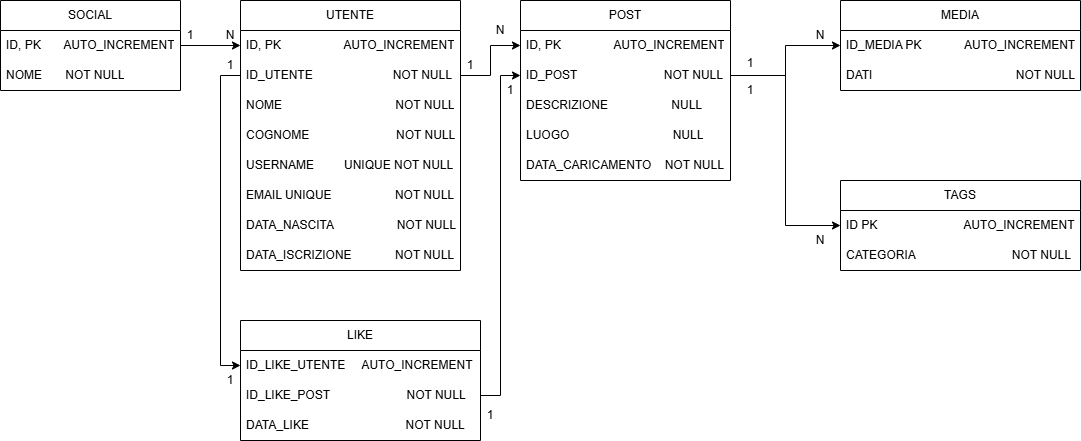 SOCIAL
ID, PK AUTO_INCREMENT
NOME NOT NULL
1
N
UTENTE
ID, PK AUTO_INCREMENT
ID_UTENTE NOT NULL
NOME NOT NULL
COGNOME NOT NULL
USERNAME UNIQUE NOT NULL
EMAIL UNIQUE NOT NULL
DATA_NASCITA NOT NULL
DATA_ISCRIZIONE NOT NULL
1
1
N
POST
ID, PK AUTO_INCREMENT
ID_POST NOT NULL
DESCRIZIONE NULL
LUOGO NULL
DATA_CARICAMENTO NOT NULL
1
1
1
N
MEDIA
ID_MEDIA PK AUTO_INCREMENT
DATI NOT NULL
N
TAGS
ID PK AUTO_INCREMENT
CATEGORIA NOT NULL
LIKE
ID_LIKE_UTENTE AUTO_INCREMENT
ID_LIKE_POST NOT NULL
DATA_LIKE NOT NULL
1
1